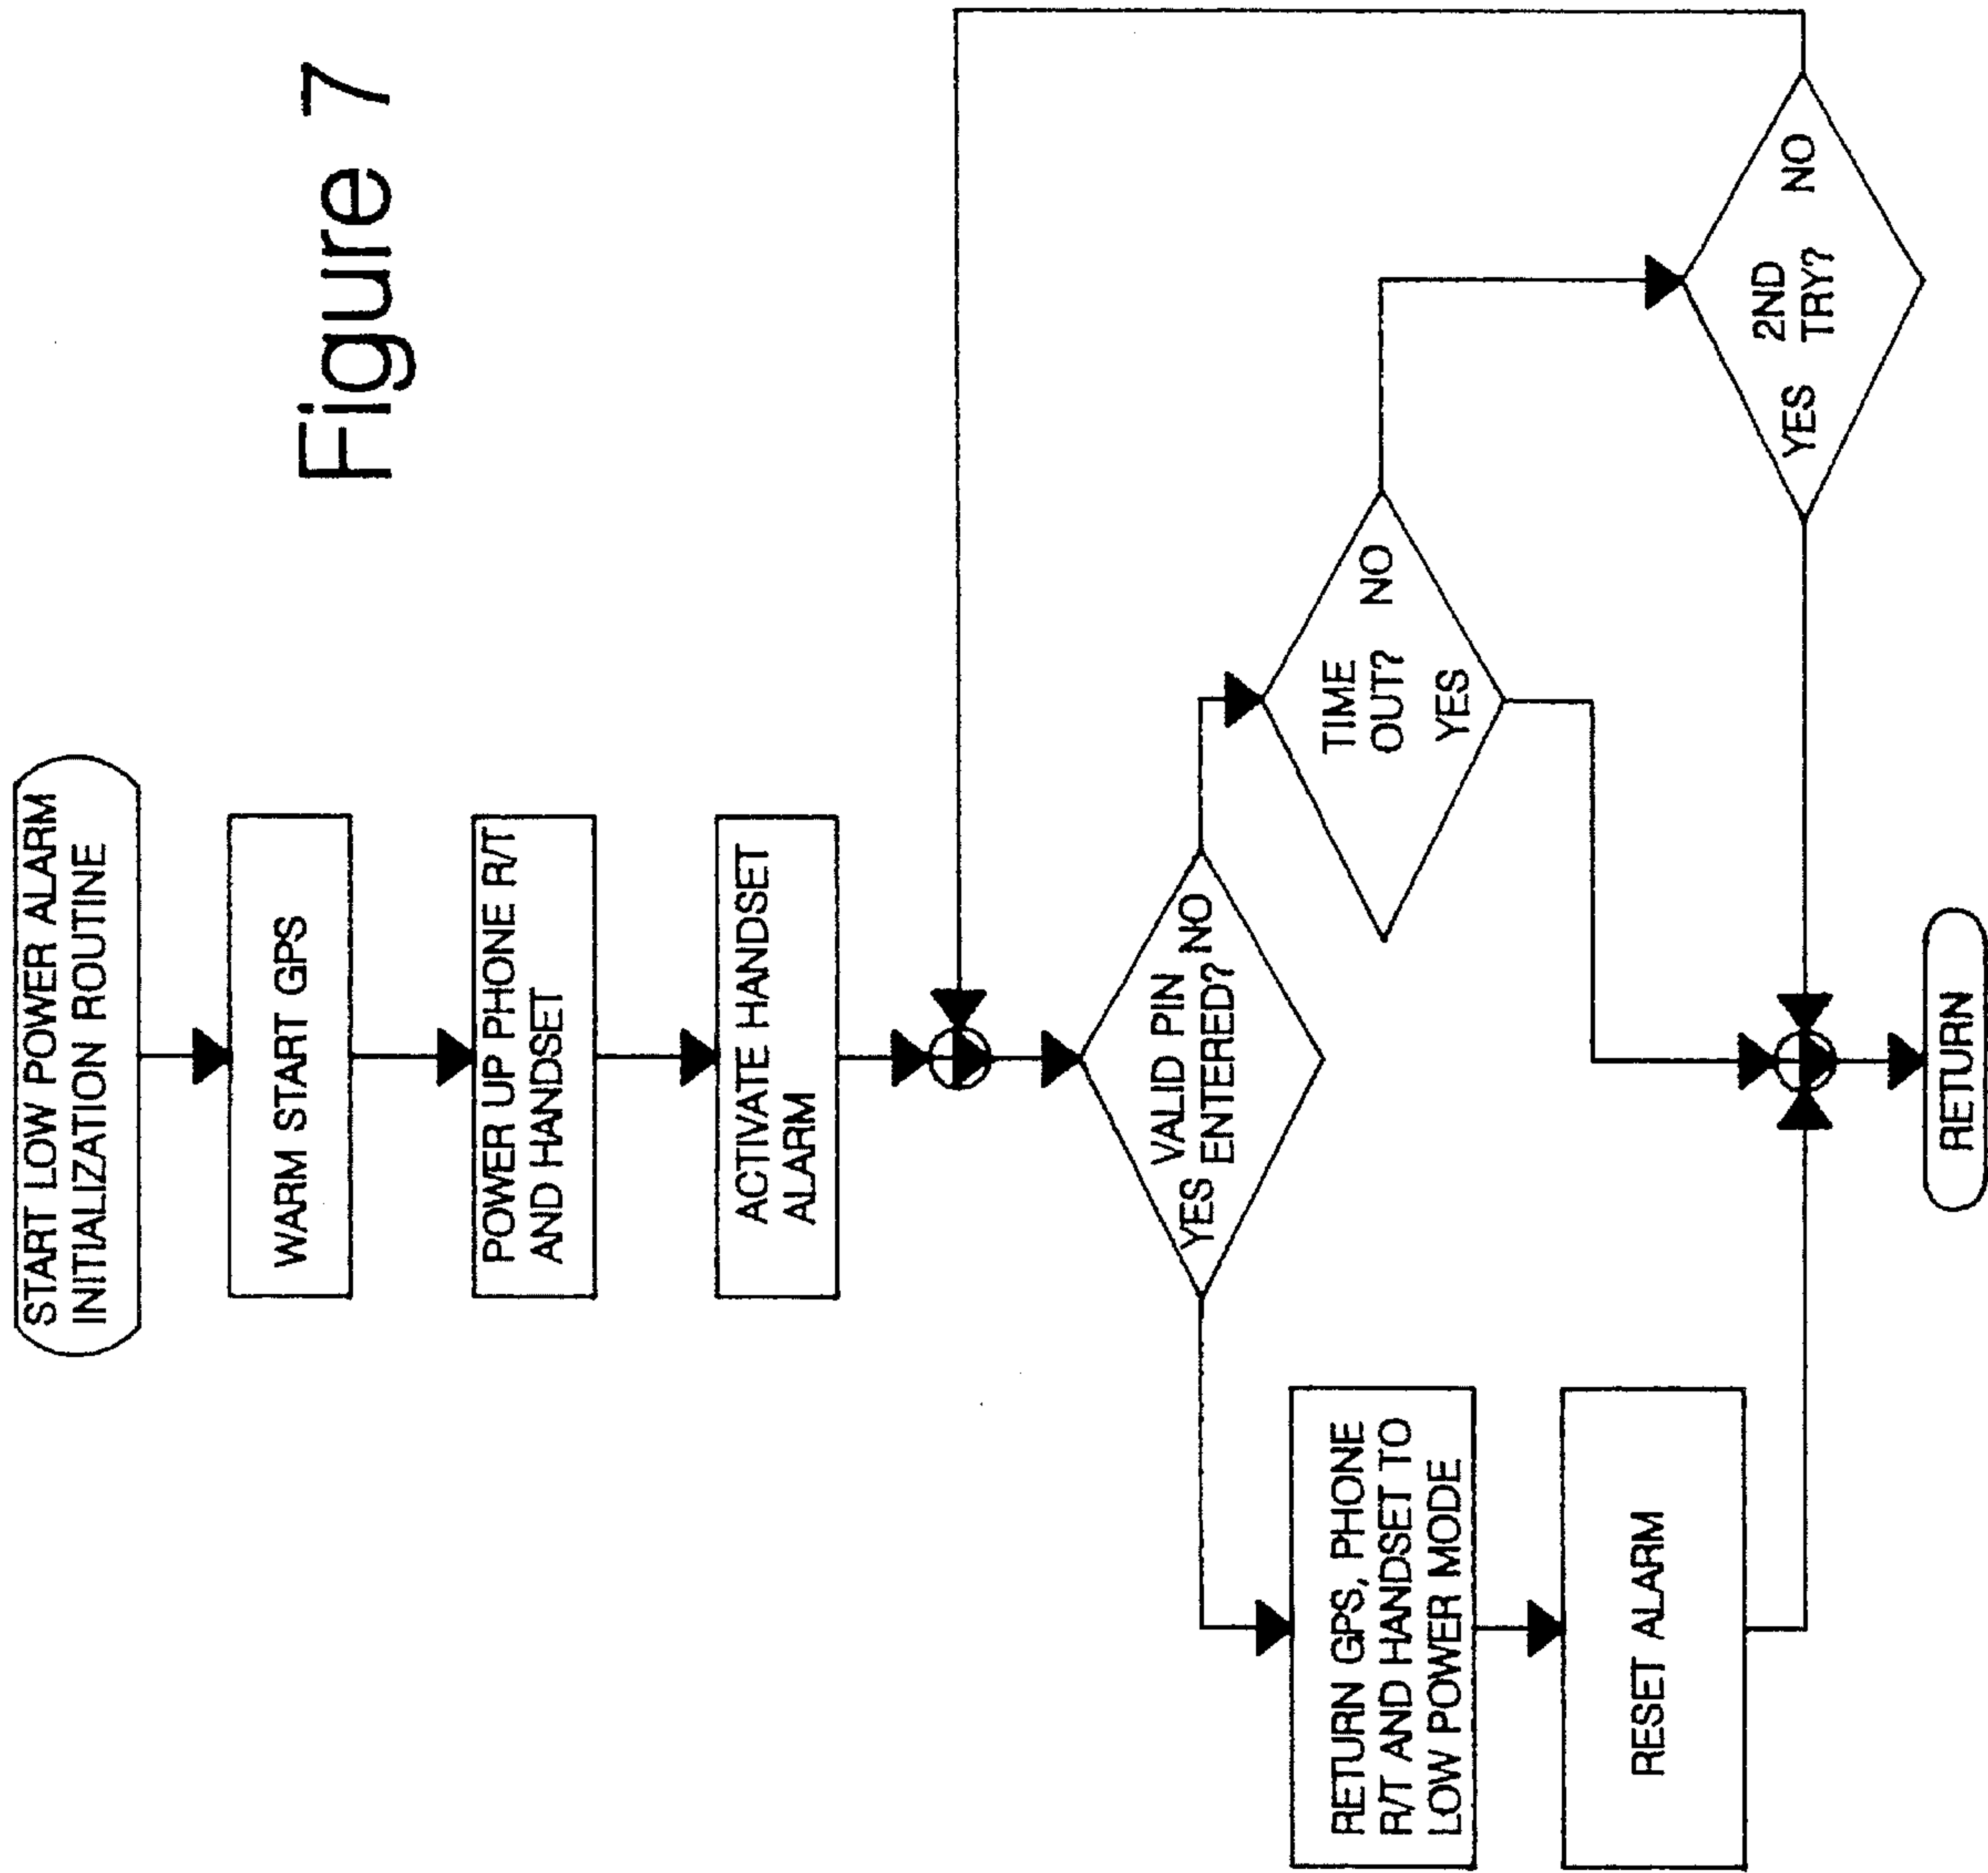 Figure 7
START LOW POWER ALARM
INITIALIZATION ROUTINE
WARM START GPS
POWER UP PHONE R/T
AND HANDSET
ACTIVATE HANDSET
ALARM
VALID PIN
YES ENTERED? NO
TIME
OUT? NO
YES
2ND
YES TRY? NO
RETURN GPS, PHONE
R/T AND HANDSET TO
LOW POWER MODE
RESET ALARM
RETURN